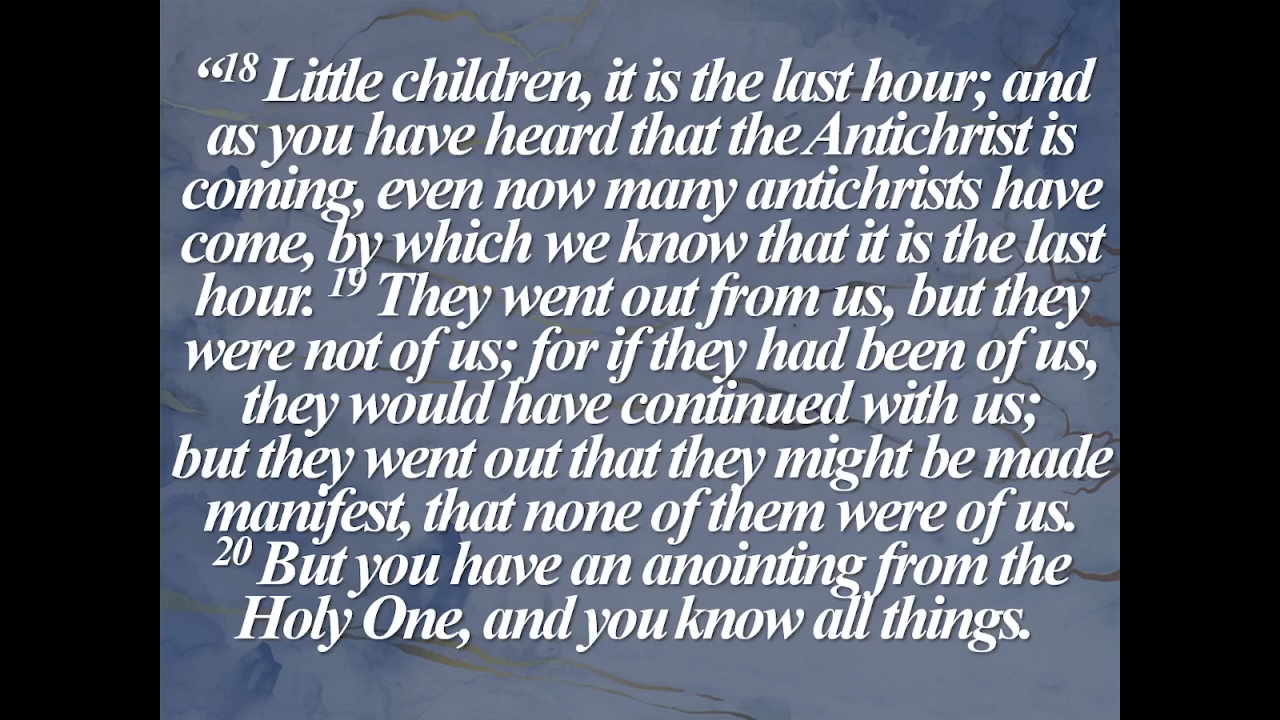 “18 Little children, it is the last hour; and
as you have heard that the Antichrist is
coming, even now many antichrists have
come, by which we know that it is the last
hour. 19 They went out from us, but they
were not of us; for if they had been of us,
they would have continued with us;
but they went out that they might be made
manifest, that none of them were of us.
20 But you have an anointing from the
Holy One, and you know all things.